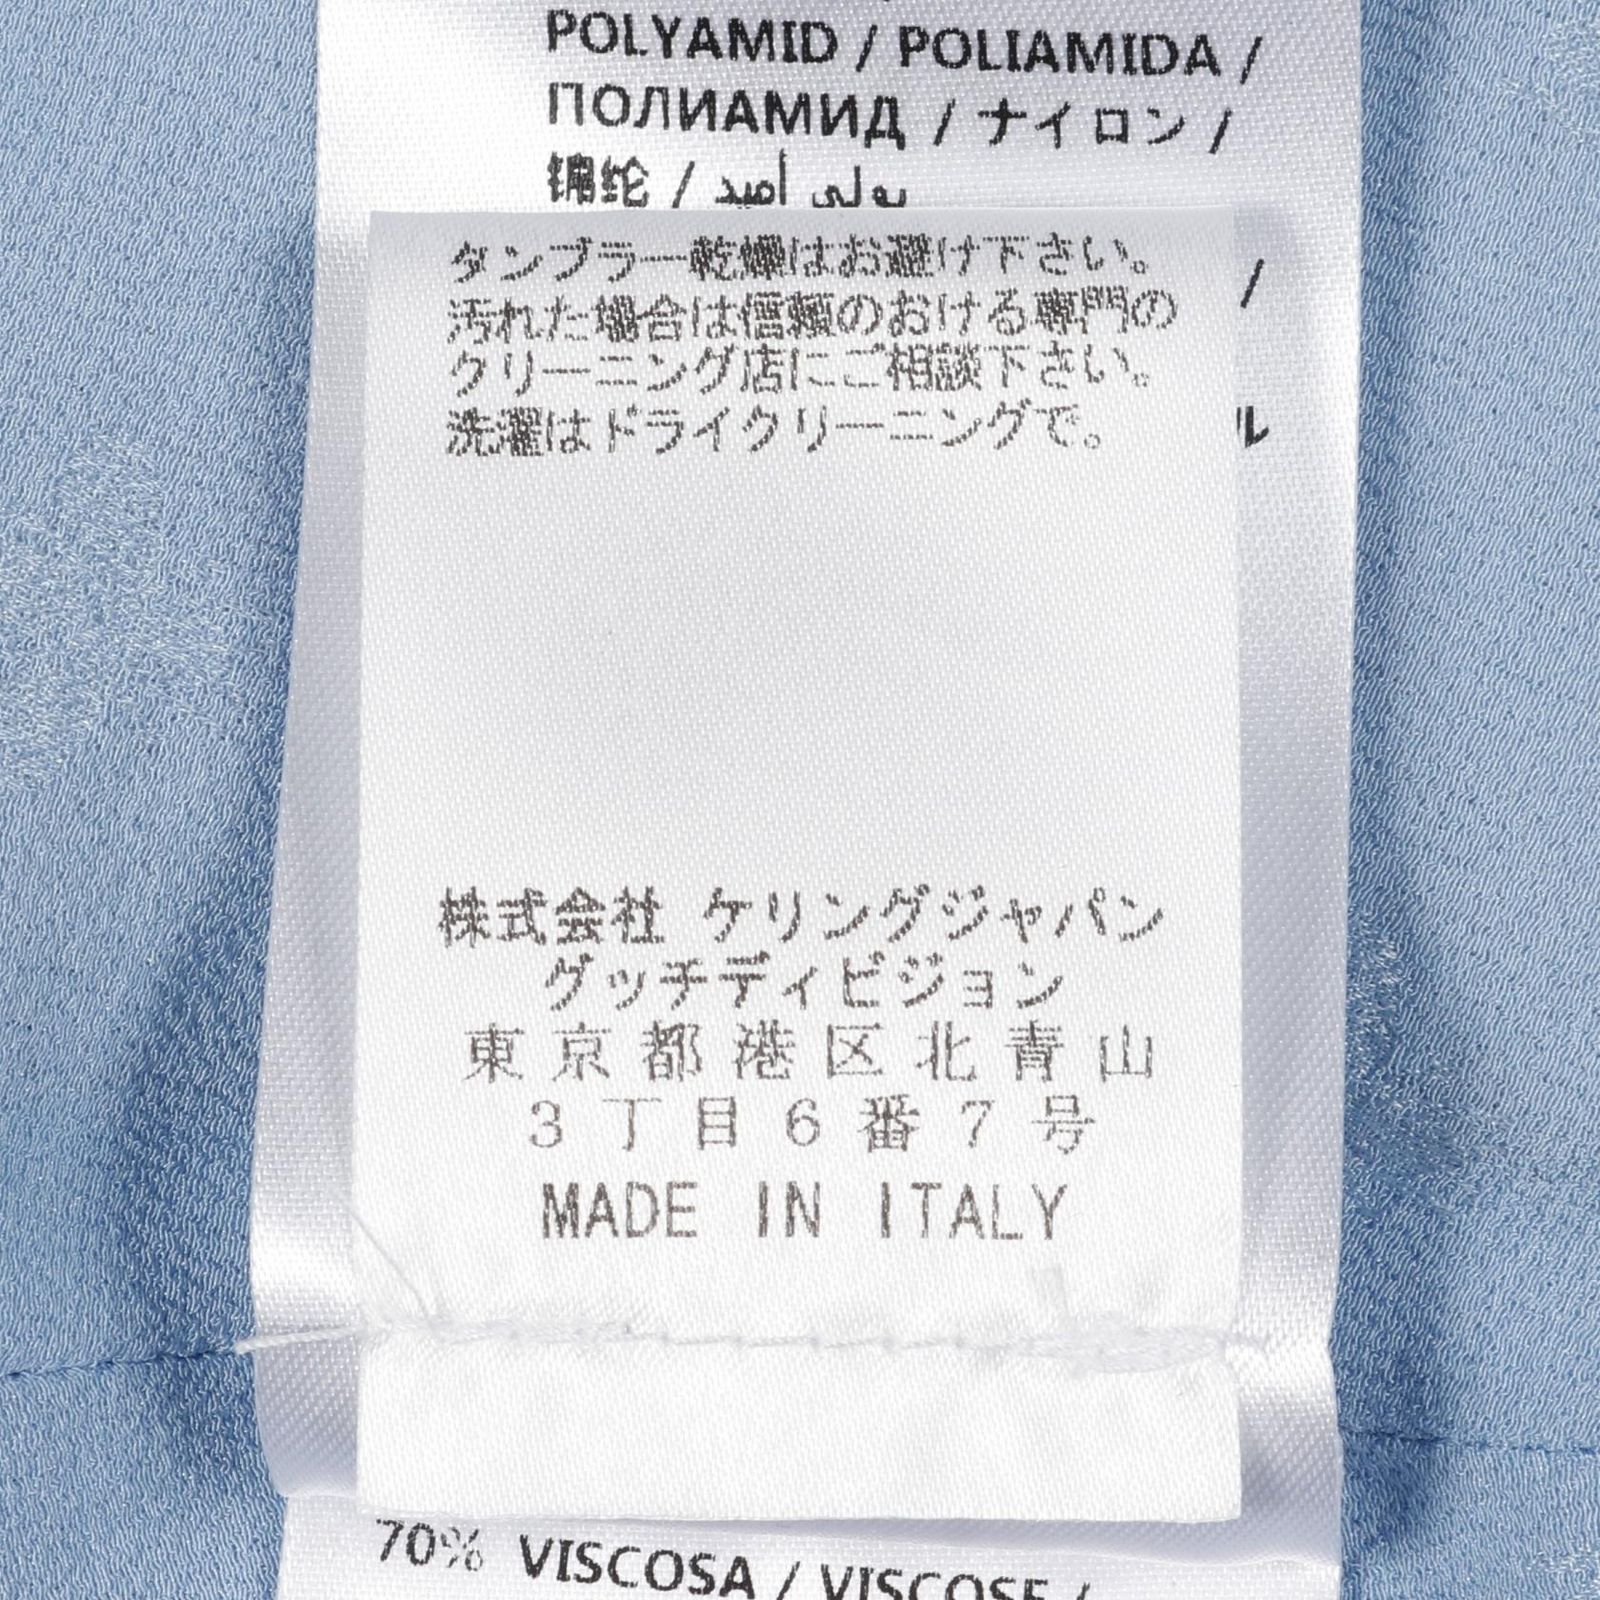 POLYAMID / POLIAMIDA /
ПОЛИАМИД / ナイロン /
锦纶 / بولي أميد
タンブラー乾燥はお避け下さい。
/
汚れた場合は信頼のおける専門の
クリーニング店にご相談下さい。
洗濯はドライクリーニングで。
ル
株式会社 ケリングジャパン
グッチディビジョン
東京都港区北青山
3丁目6番7号
MADE IN ITALY
70% VISCOSA / VISCOSE /